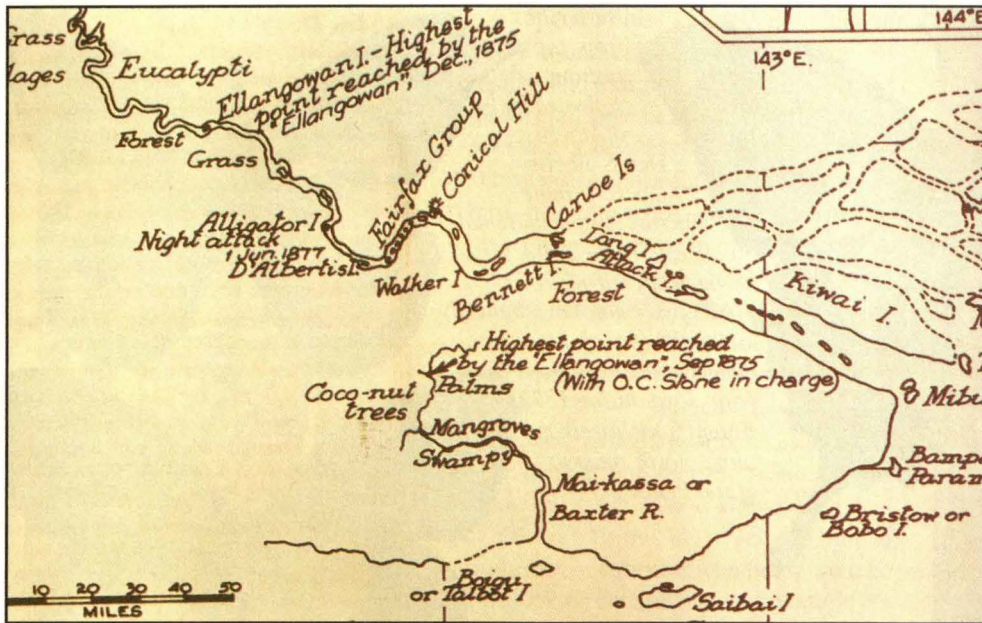 144°E
143°E.
Grass
lages
Eucalypti
Ellangowan I.-Highest
point reached by the
"Ellangowan", Dec., 1875
Forest
Grass
Fairfax Group
Conical Hill
Canoe Is
Alligator I
Night attack
1 Jun. 1877
D'Albertis I.
Walker I
Bennett I.
Long I
Attack I.
Forest
Kiwai I.
Highest point reached
by the "Ellangowan", Sep 1875
(With O.C. Stone in charge)
Palms
Coco-nut
trees
Mibu
Mangroves
Swampy
Bamp
Param
Mai-kassa or
Baxter R.
Bristow or
Bobo I.
Boigu
or Talbot I
Saibai I
10 20 30 40 50
MILES